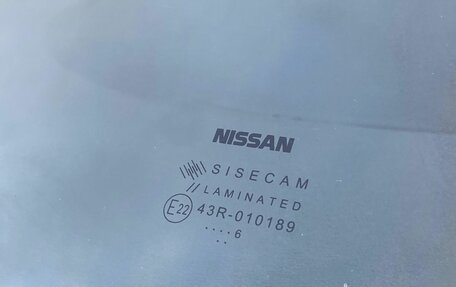 NISSAN
SISECAM
// LAMINATED
E22 43R-010189
....6
..